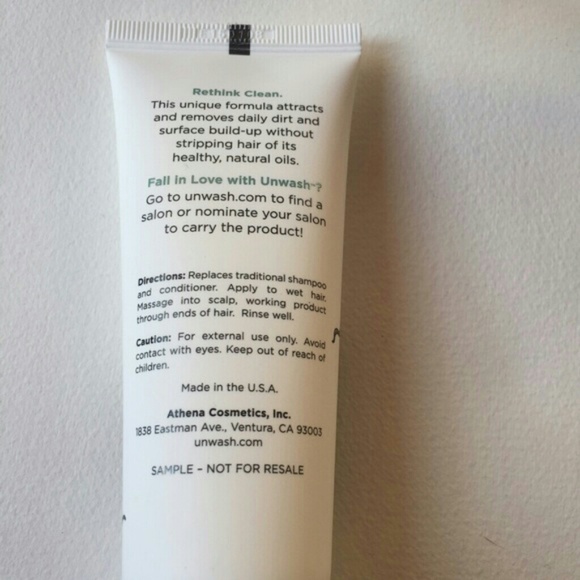 Rethink Clean.
This unique formula attracts
and removes daily dirt and
surface build-up without
stripping hair of its
healthy, natural oils.
Fall in Love with Unwash™?
Go to unwash.com to find a
salon or nominate your salon
to carry the product!
Directions: Replaces traditional shampoo
and conditioner. Apply to wet hair.
Massage into scalp, working product
through ends of hair. Rinse well.
Caution: For external use only. Avoid
contact with eyes. Keep out of reach of
children.
Made in the U.S.A.
Athena Cosmetics, Inc.
1838 Eastman Ave., Ventura, CA 93003
unwash.com
SAMPLE – NOT FOR RESALE